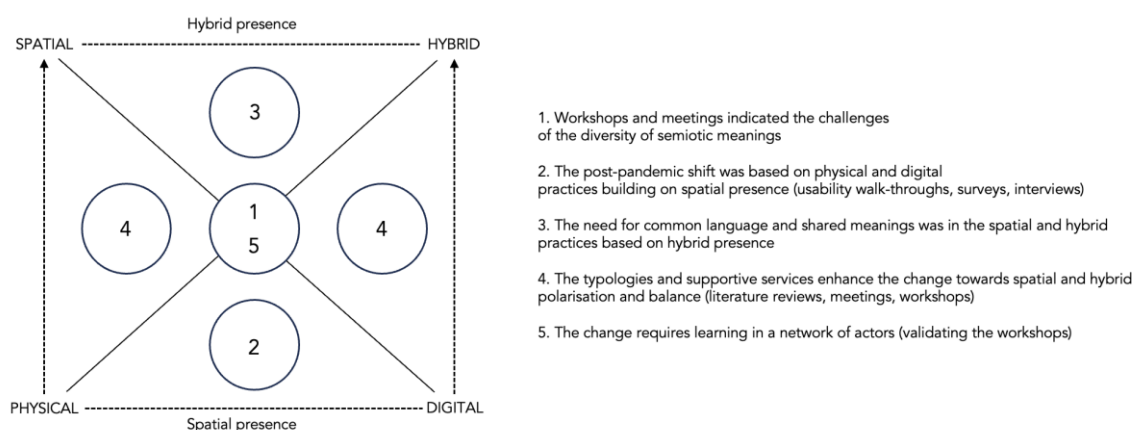 Hybrid presence
SPATIAL
HYBRID
3
4
1
5
4
2
PHYSICAL
DIGITAL
Spatial presence
1. Workshops and meetings indicated the challenges
of the diversity of semiotic meanings
2. The post-pandemic shift was based on physical and digital
practices building on spatial presence (usability walk-throughs, surveys, interviews)
3. The need for common language and shared meanings was in the spatial and hybrid
practices based on hybrid presence
4. The typologies and supportive services enhance the change towards spatial and hybrid
polarisation and balance (literature reviews, meetings, workshops)
5. The change requires learning in a network of actors (validating the workshops)